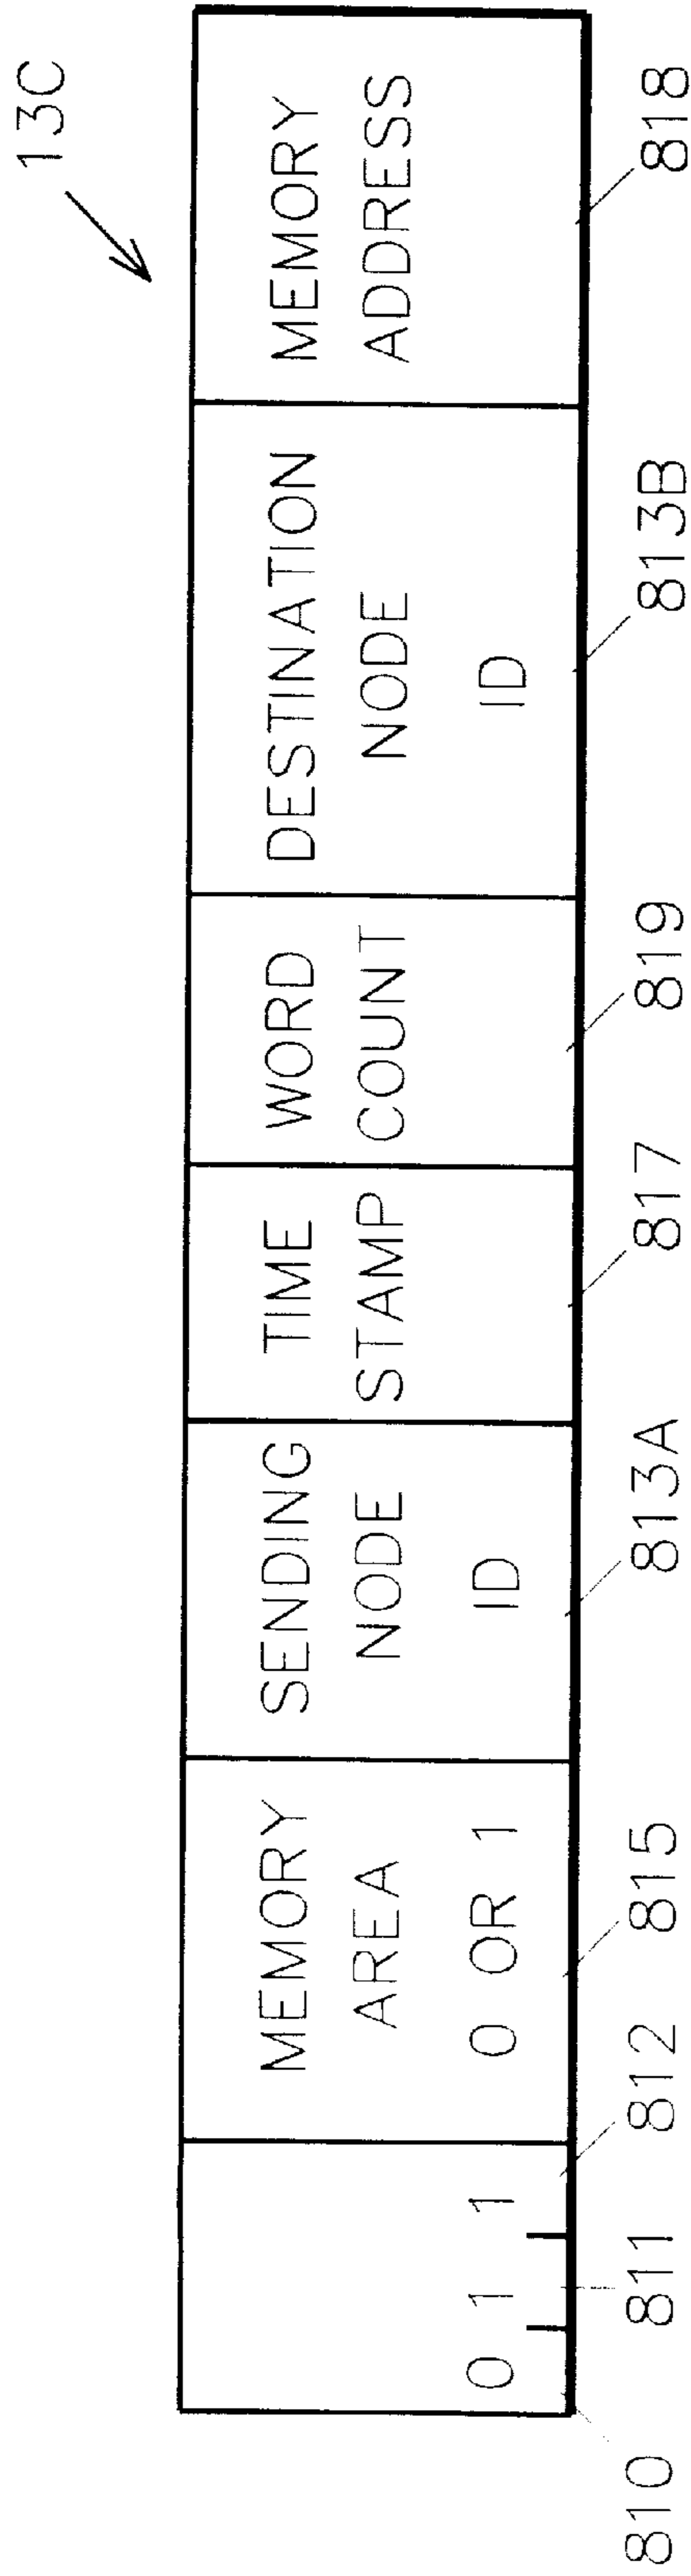 13C
0 1 1
MEMORY
AREA
0 OR 1
SENDING
NODE
ID
TIME
STAMP
WORD
COUNT
DESTINATION
NODE
ID
MEMORY
ADDRESS
810
811
812
815
813A
817
819
813B
818